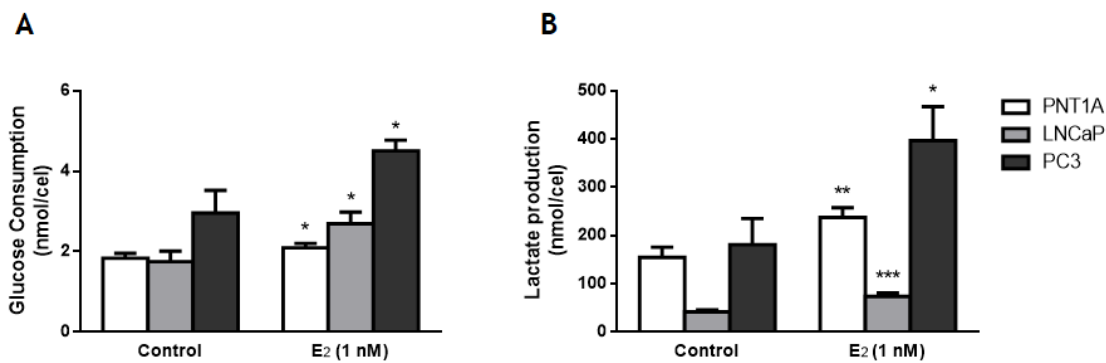 A
Glucose Consumption
(nmol/cel)
6
4
2
0
*
*
*
Control
E₂ (1 nM)
B
Lactate production
(nmol/cel)
500
400
300
200
100
0
**
***
*
Control
E₂ (1 nM)
PNT1A
LNCaP
PC3